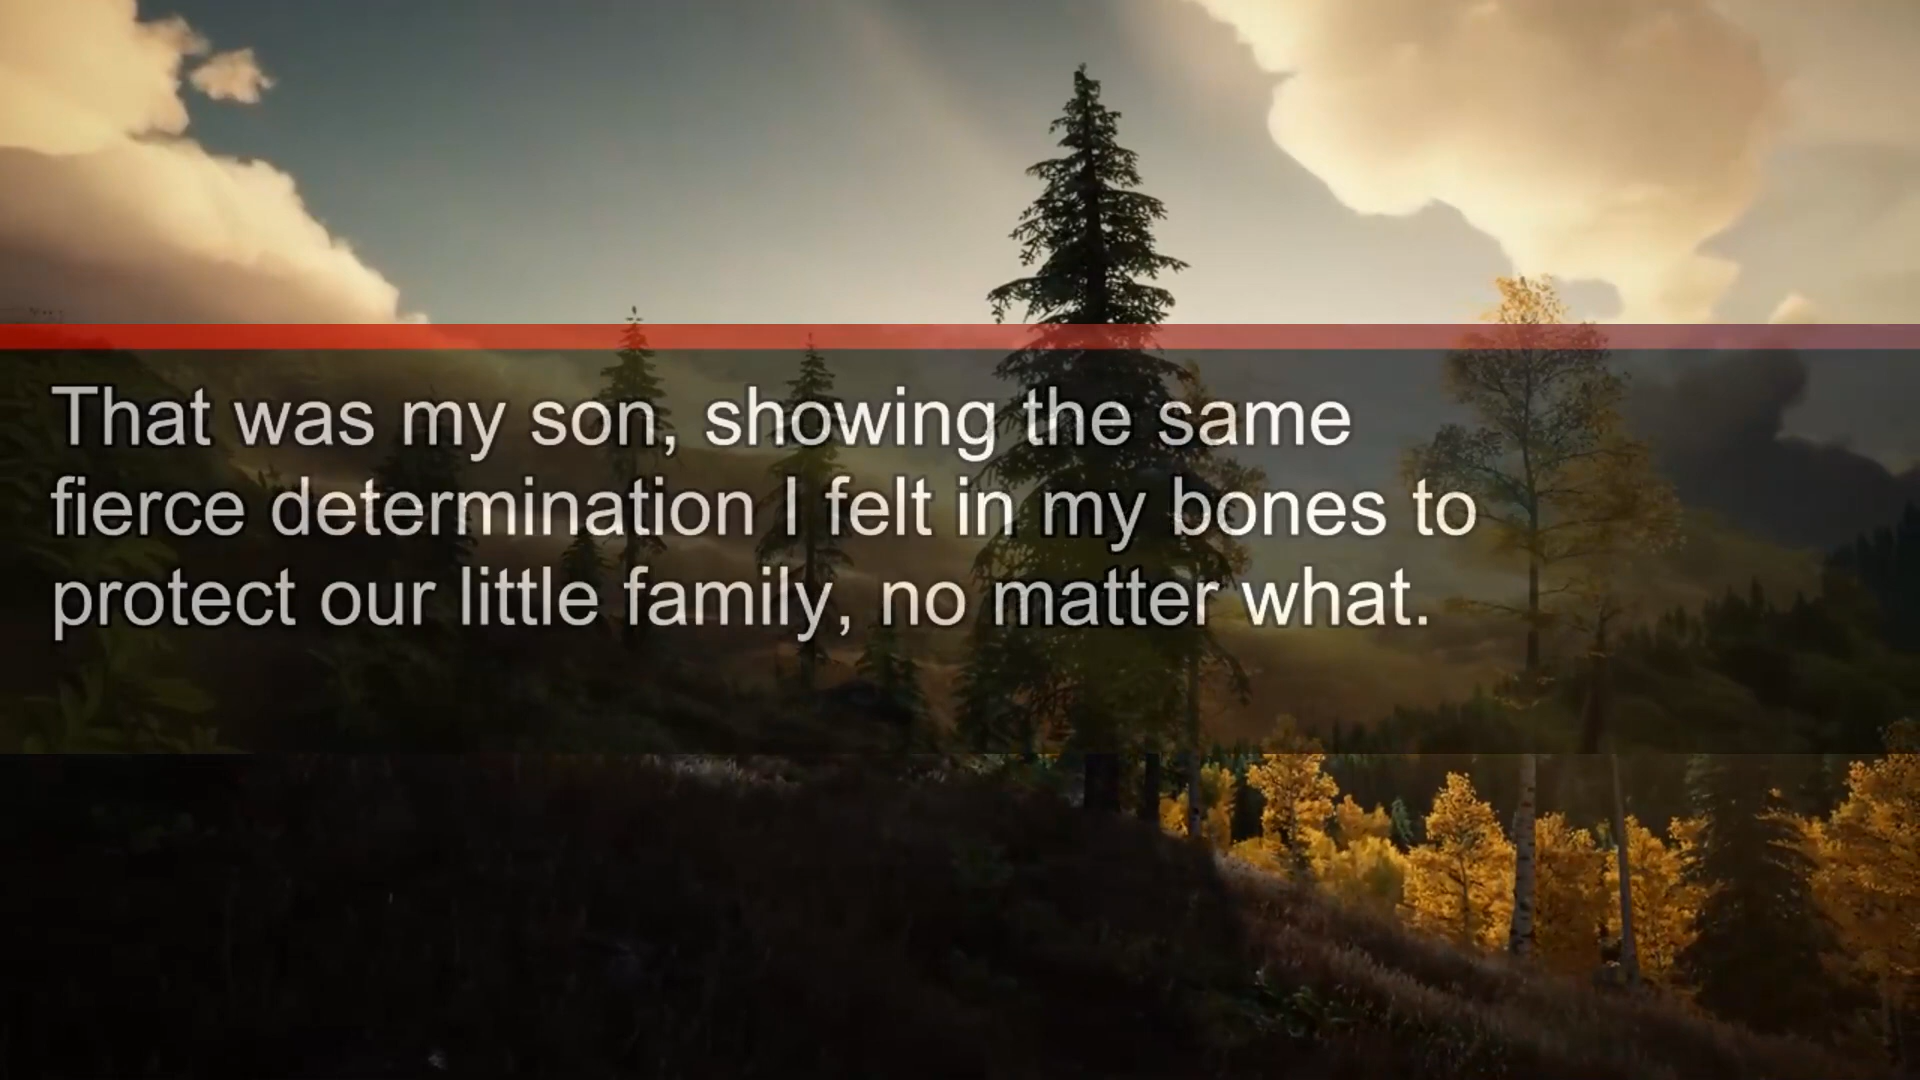 That was my son, showing the same
fierce determination I felt in my bones to
protect our little family, no matter what.